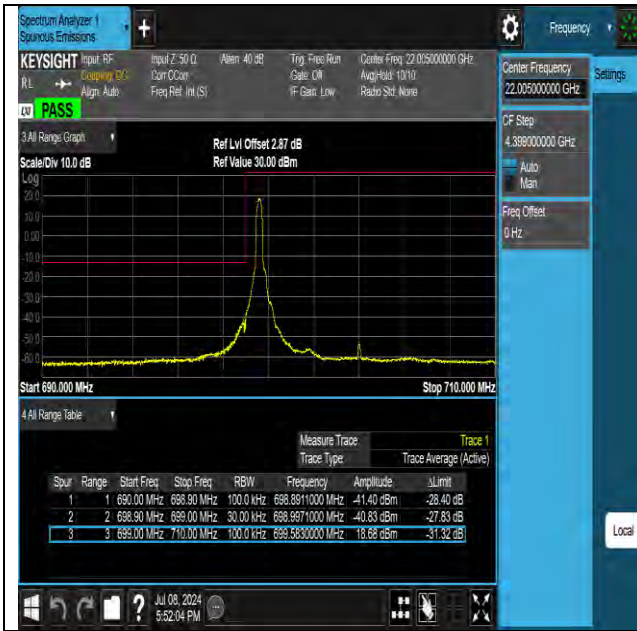 Spectrum Analyzer 1
Spurious Emissions
Frequency
KEYSIGHT
Input: RF
Input Z: 50 Ω
Atten: 40 dB
Trig: Free Run
Center Freq: 22.005000000 GHz
RL
Coupling: DC
Corr CCorr
Gate: Off
Avg|Hold: 10/10
Align: Auto
Freq Ref: Int (S)
IF Gain: Low
Radio Std: None
PASS
Center Frequency
22.005000000 GHz
Settings
CF Step
4.399000000 GHz
Auto
Man
Freq Offset
0 Hz
3 All Range Graph
Ref Lvl Offset 2.87 dB
Scale/Div 10.0 dB
Ref Value 30.00 dBm
Log
20.0
10.0
0.00
-10.0
-20.0
-30.0
-40.0
-50.0
-60.0
Start 690.000 MHz
Stop 710.000 MHz
4 All Range Table
Measure Trace
Trace 1
Trace Type
Trace Average (Active)
Spur Range Start Freq Stop Freq RBW Frequency Amplitude ΔLimit
1 1 690.00 MHz 698.90 MHz 100.0 kHz 698.8911000 MHz -41.40 dBm -28.40 dB
2 2 698.90 MHz 699.00 MHz 30.00 kHz 698.9971000 MHz -40.83 dBm -27.83 dB
3 3 699.00 MHz 710.00 MHz 100.0 kHz 699.5830000 MHz 18.68 dBm -31.32 dB
Local
Jul 08, 2024
5:52:04 PM